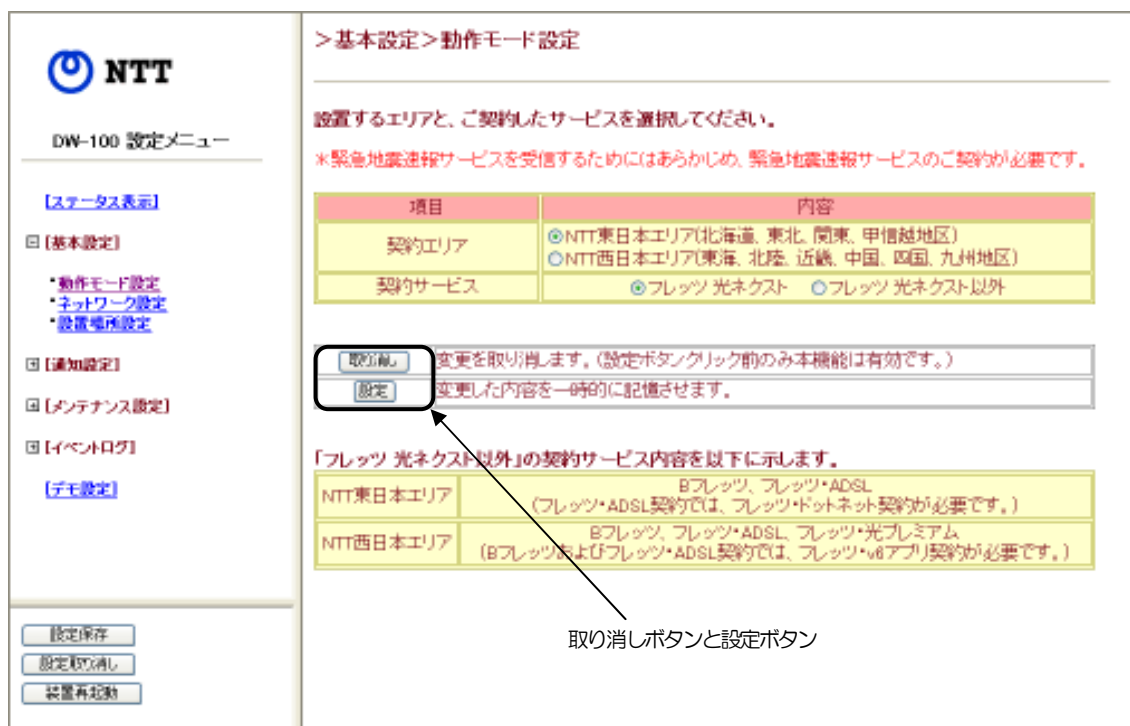 NTT
DW-100 設定メニュー
[ステータス表示]
[基本設定]
・動作モード設定
・ネットワーク設定
・設置場所設定
[通知設定]
[メンテナンス設定]
[イベントログ]
[デモ設定]
設定保存
設定取り消し
装置再起動
>基本設定>動作モード設定
設置するエリアと、ご契約したサービスを選択してください。
*緊急地震速報サービスを受信するためにはあらかじめ、緊急地震速報サービスのご契約が必要です。
項目 内容
契約エリア
NTT東日本エリア(北海道、東北、関東、甲信越地区)
NTT西日本エリア(東海、北陸、近畿、中国、四国、九州地区)
契約サービス フレッツ 光ネクスト フレッツ 光ネクスト以外
取り消し 変更を取り消します。(設定ボタンクリック前のみ本機能は有効です。)
設定 変更した内容を一時的に記憶させます。
「フレッツ 光ネクスト以外」の契約サービス内容を以下に示します。
NTT東日本エリア
Bフレッツ、フレッツ・ADSL
(フレッツ・ADSL契約では、フレッツ・ドットネット契約が必要です。)
NTT西日本エリア
Bフレッツ、フレッツ・ADSL、フレッツ・光プレミアム
(Bフレッツおよびフレッツ・ADSL契約では、フレッツ・v6アプリ契約が必要です。)
取り消しボタンと設定ボタン